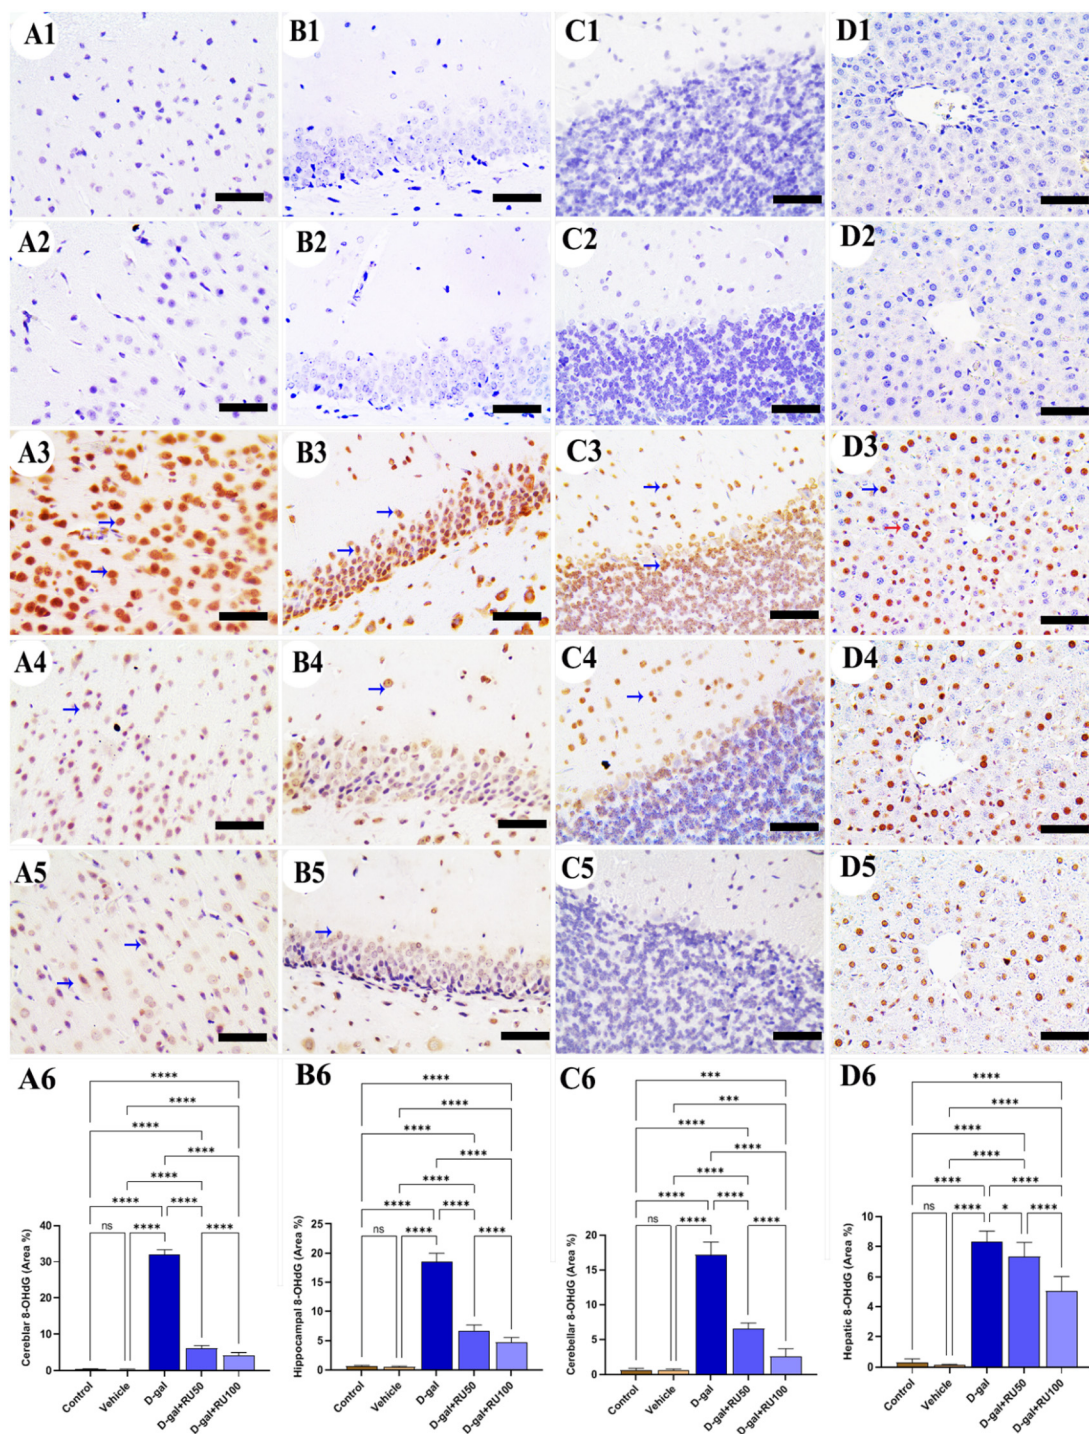 A1
B1
C1
D1
A2
B2
C2
D2
A3
B3
C3
D3
A4
B4
C4
D4
A5
B5
C5
D5
A6
****
****
****
****
****
**** ****
ns **** ****
Cereblar 8-OHdG (Area %)
40
30
20
10
0
Control
Vehicle
D-gal
D-gal+RU50
D-gal+RU100
B6
****
****
****
****
****
**** ****
ns **** ****
Hippocampal 8-OHdG (Area %)
25
20
15
10
5
0
Control
Vehicle
D-gal
D-gal+RU50
D-gal+RU100
C6
***
***
****
****
****
**** ****
ns **** ****
Cerebellar 8-OHdG (Area %)
20
15
10
5
0
Control
Vehicle
D-gal
D-gal+RU50
D-gal+RU100
D6
****
****
****
****
**** ****
ns **** * ****
Hepatic 8-OHdG (Area %)
10
8
6
4
2
0
Control
Vehicle
D-gal
D-gal+RU50
D-gal+RU100